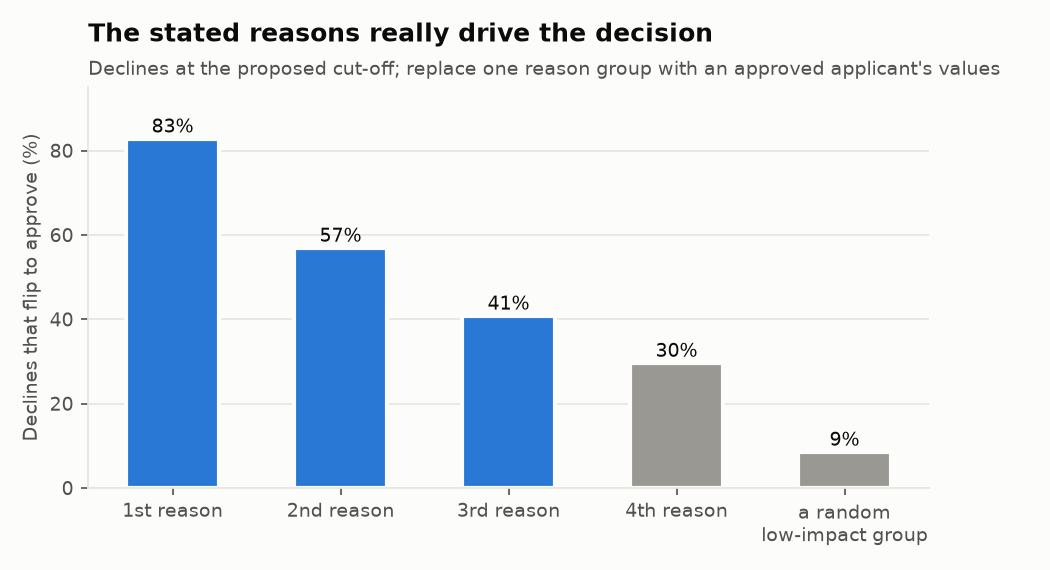 The stated reasons really drive the decision
Declines at the proposed cut-off; replace one reason group with an approved applicant's values
Declines that flip to approve (%)
80
60
40
20
0
83%
57%
41%
30%
9%
1st reason
2nd reason
3rd reason
4th reason
a random
low-impact group